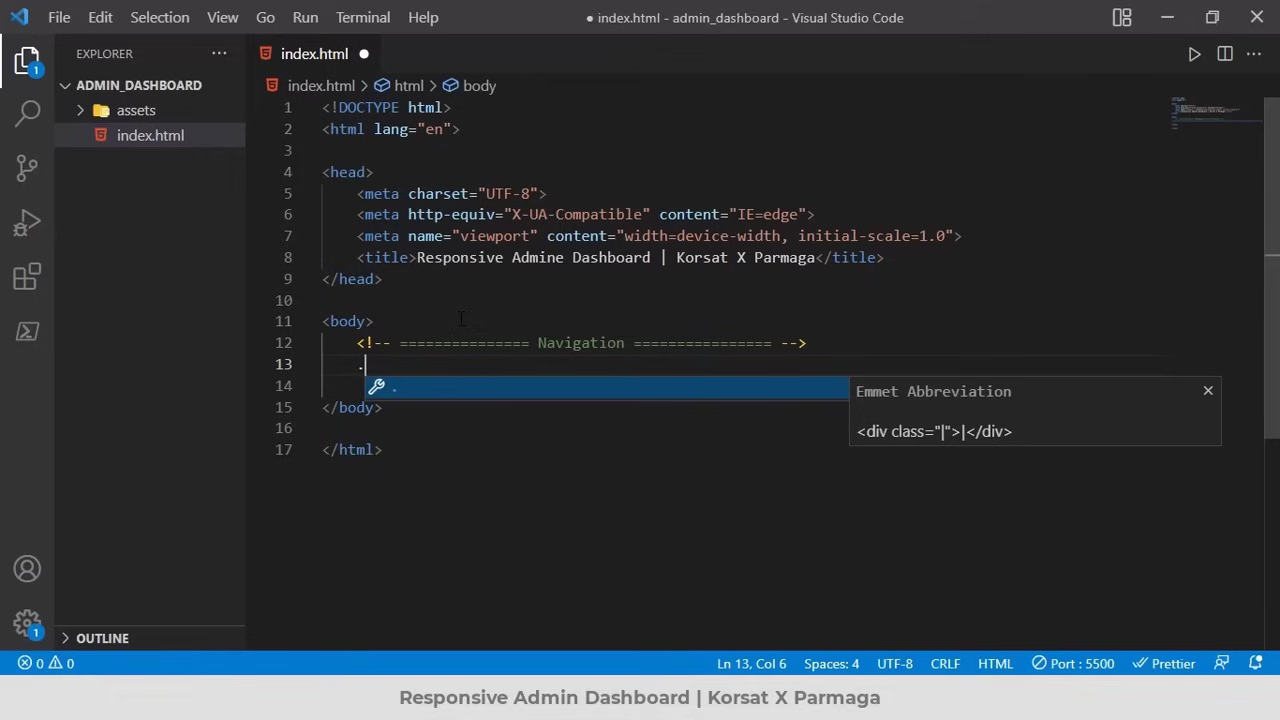 File Edit Selection View Go Run Terminal Help
● index.html - admin_dashboard - Visual Studio Code
EXPLORER
index.html
1
ADMIN_DASHBOARD
assets
index.html
index.html > html > body
1 <!DOCTYPE html>
2 <html lang="en">
3
4 <head>
5 <meta charset="UTF-8">
6 <meta http-equiv="X-UA-Compatible" content="IE=edge">
7 <meta name="viewport" content="width=device-width, initial-scale=1.0">
8 <title>Responsive Admine Dashboard | Korsat X Parmaga</title>
9 </head>
10
11 <body>
12 <!-- =============== Navigation ================ -->
13 .
.
Emmet Abbreviation
<div class="|">|</div>
14
15 </body>
16
17 </html>
1
OUTLINE
0 0
Ln 13, Col 6 Spaces: 4 UTF-8 CRLF HTML Port : 5500 Prettier
Responsive Admin Dashboard | Korsat X Parmaga